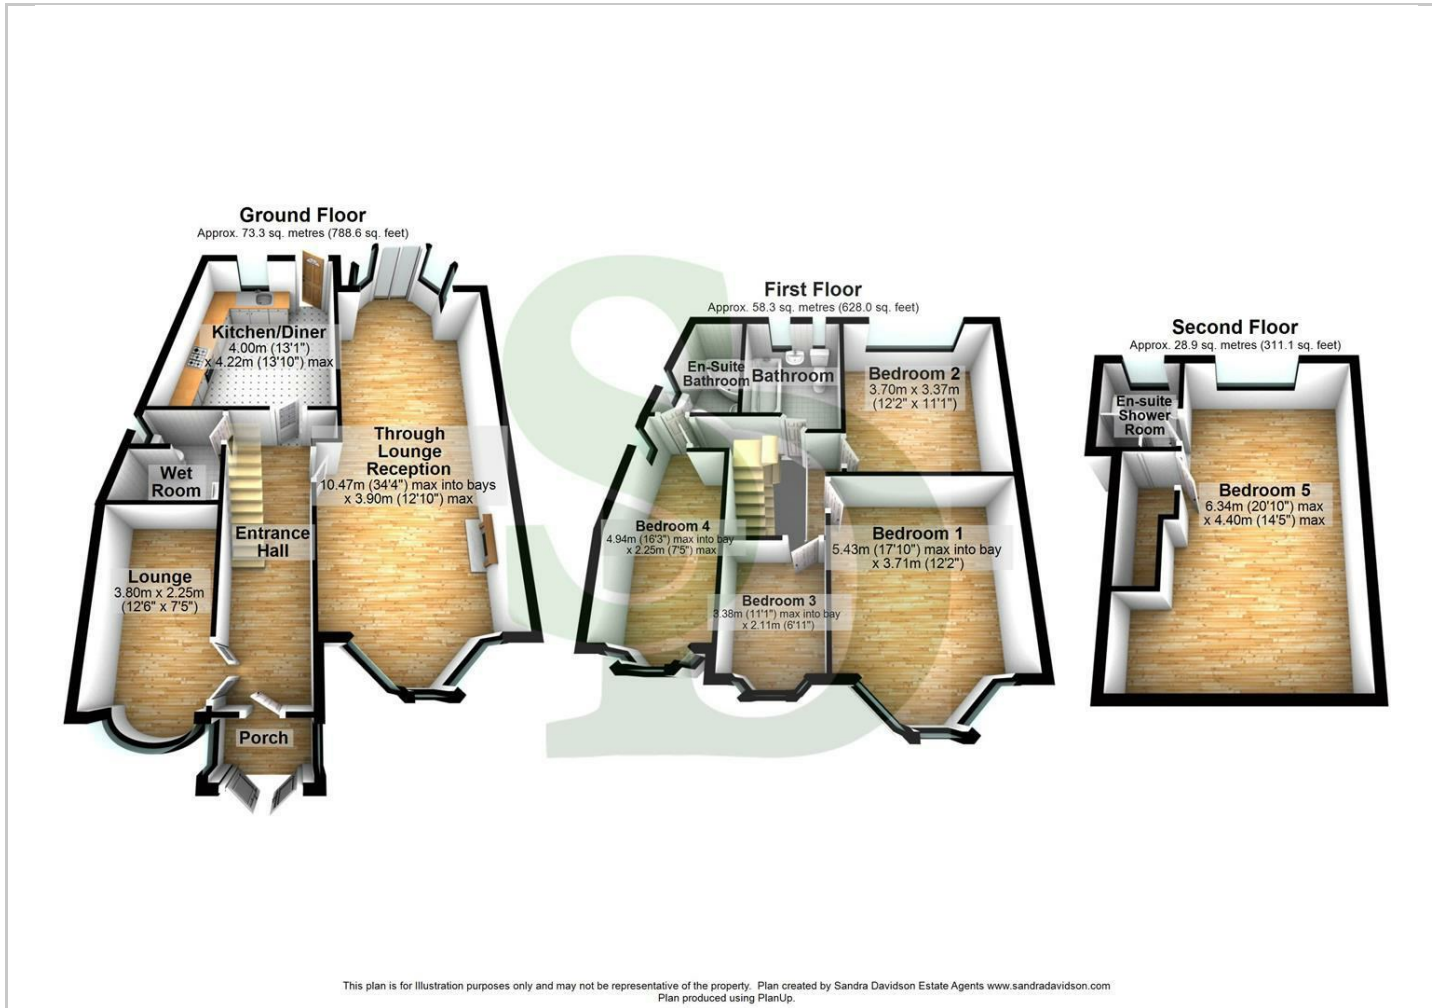 Ground Floor
Approx. 73.3 sq. metres (788.6 sq. feet)
Kitchen/Diner
4.00m (13'1")
x 4.22m (13'10") max
Through
Lounge
Reception
10.47m (34'4") max into bays
x 3.90m (12'10") max
Wet
Room
Entrance
Hall
Lounge
3.80m x 2.25m
(12'6" x 7'5")
Porch
First Floor
Approx. 58.3 sq. metres (628.0 sq. feet)
En-Suite
Bathroom
Bathroom
Bedroom 2
3.70m x 3.37m
(12'2" x 11'1")
Bedroom 4
4.94m (16'3") max into bay
x 2.25m (7'5") max
Bedroom 1
5.43m (17'10") max into bay
x 3.71m (12'2")
Bedroom 3
3.38m (11'1") max into bay
x 2.11m (6'11")
Second Floor
Approx. 28.9 sq. metres (311.1 sq. feet)
En-suite
Shower
Room
Bedroom 5
6.34m (20'10") max
x 4.40m (14'5") max
This plan is for Illustration purposes only and may not be representative of the property. Plan created by Sandra Davidson Estate Agents www.sandradavidson.com
Plan produced using PlanUp.